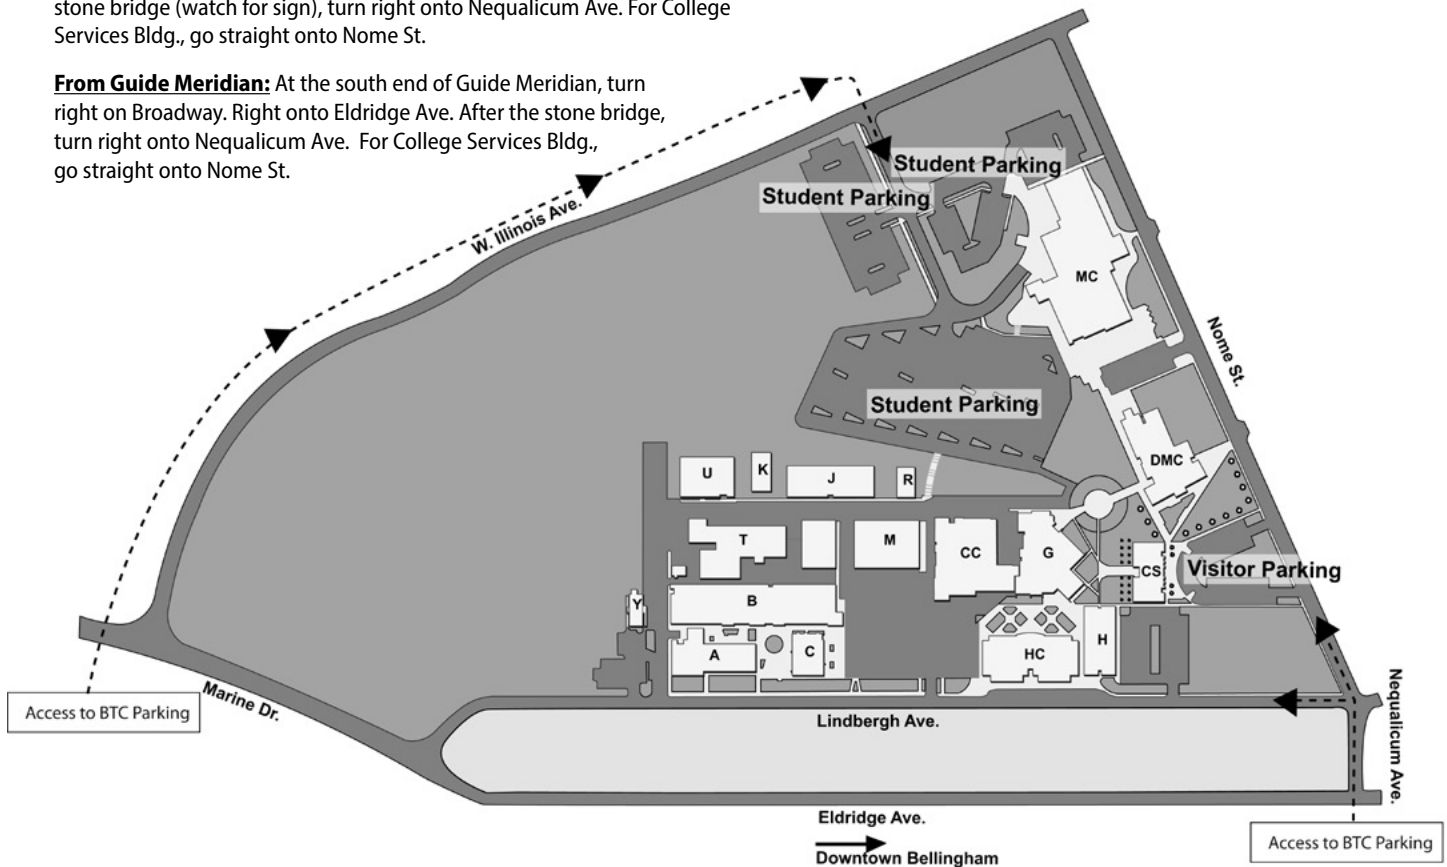 stone bridge (watch for sign), turn right onto Nequalicum Ave. For College
Services Bldg., go straight onto Nome St.
From Guide Meridian: At the south end of Guide Meridian, turn
right on Broadway. Right onto Eldridge Ave. After the stone bridge,
turn right onto Nequalicum Ave.  For College Services Bldg.,
go straight onto Nome St.
Student Parking
Student Parking
W. Illinois Ave.
MC
Nome St.
Student Parking
DMC
U
K
J
R
T
M
CC
G
CS
Visitor Parking
Y
B
A
C
HC
H
Access to BTC Parking
Marine Dr.
Lindbergh Ave.
Nequalicum Ave.
Eldridge Ave.
Downtown Bellingham
Access to BTC Parking